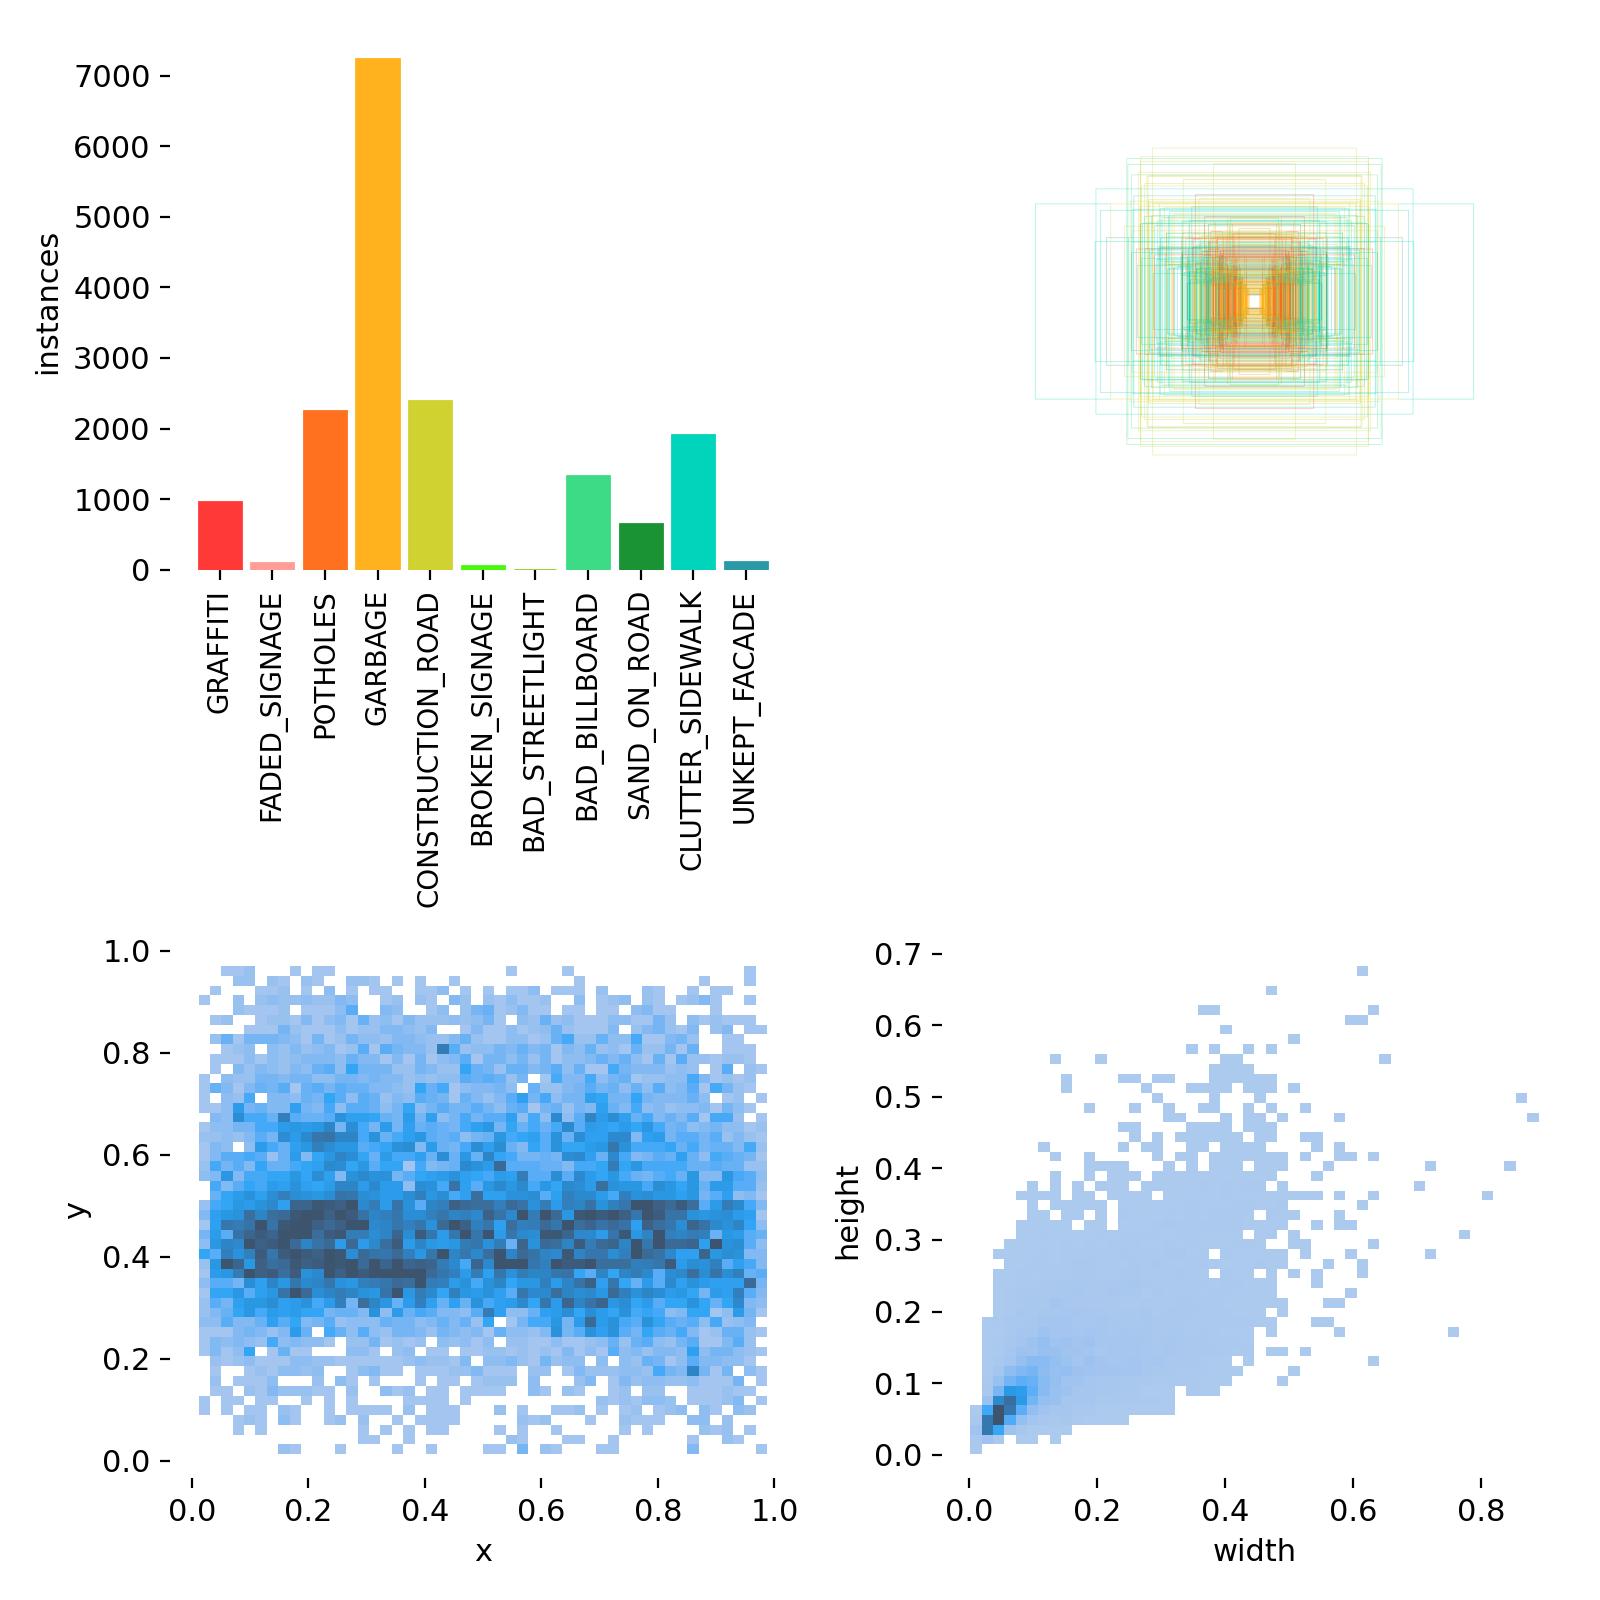 7000
6000
5000
4000
3000
2000
1000
0
instances
GRAFFITI
FADED_SIGNAGE
POTHOLES
GARBAGE
CONSTRUCTION_ROAD
BROKEN_SIGNAGE
BAD_STREETLIGHT
BAD_BILLBOARD
SAND_ON_ROAD
CLUTTER_SIDEWALK
UNKEPT_FACADE
1.0
0.8
0.6
0.4
0.2
0.0
y
0.0 0.2 0.4 0.6 0.8 1.0
x
0.7
0.6
0.5
0.4
0.3
0.2
0.1
0.0
height
0.0 0.2 0.4 0.6 0.8
width